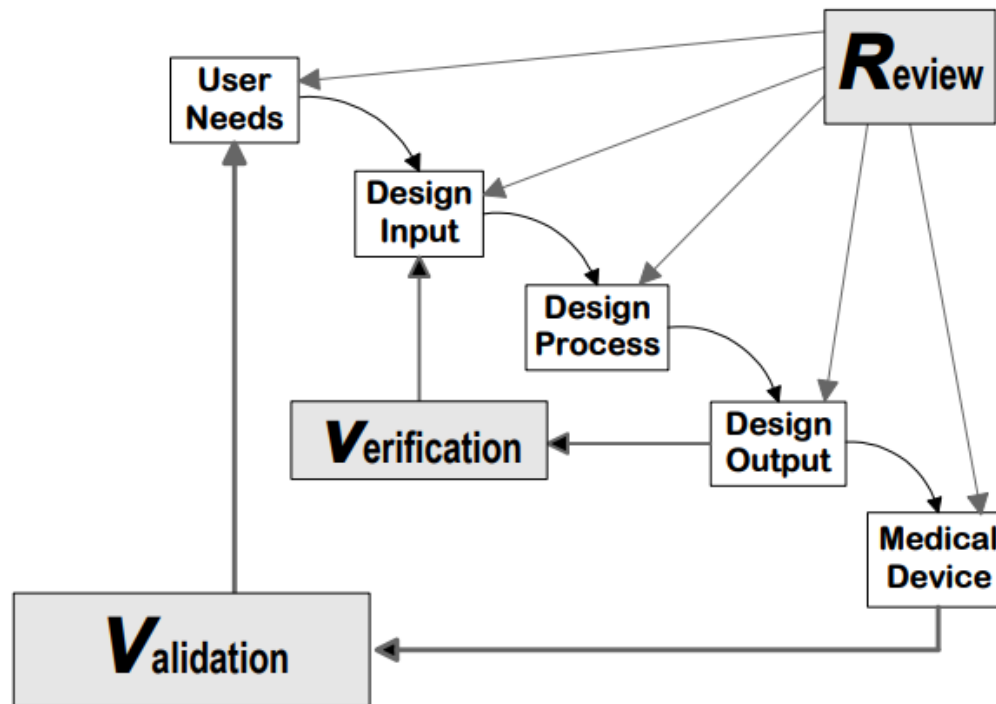 User
Needs
Review
Design
Input
Design
Process
Verification
Design
Output
Medical
Device
Validation